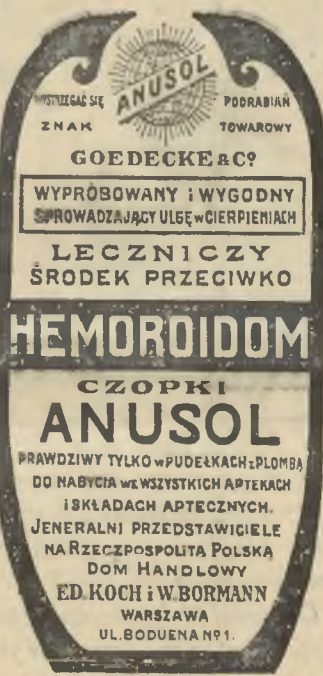 ANUSOL
WYSTRZEGAĆ SIĘ PODRABIAŃ
ZNAK TOWAROWY
GOEDECKE & Cº
WYPRÓBOWANY i WYGODNY
SPROWADZAJĄCY ULGĘ w CIERPIENIACH
LECZNICZY
ŚRODEK PRZECIWKO
HEMOROIDOM
CZOPKI
ANUSOL
PRAWDZIWY TYLKO w PUDEŁKACH z PLOMBĄ
DO NABYCIA WE WSZYSTKICH APTEKACH
i SKŁADACH APTECZNYCH.
JENERALNI PRZEDSTAWICIELE
NA RZECZPOSPOLITĄ POLSKĄ
DOM HANDLOWY
ED. KOCH i W. BORMANN
WARSZAWA
UL. BODUENA Nº 1.